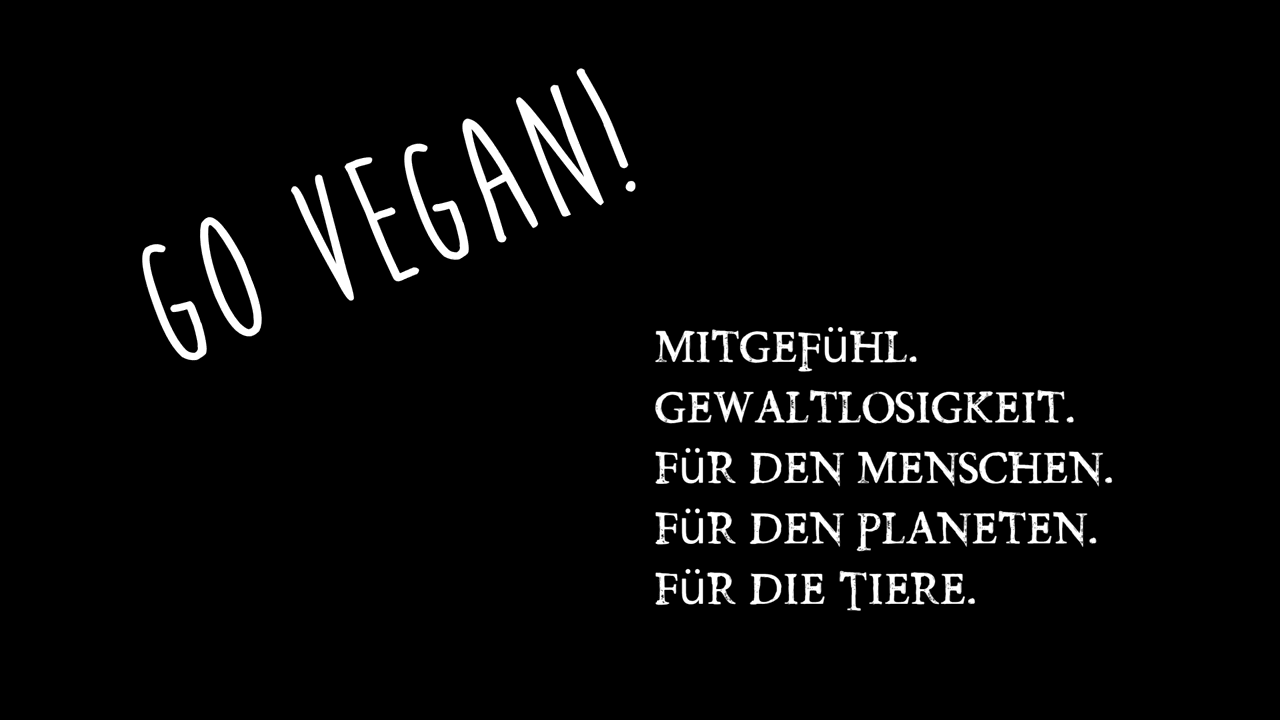 GO VEGAN!
MITGEFÜHL.
GEWALTLOSIGKEIT.
FÜR DEN MENSCHEN.
FÜR DEN PLANETEN.
FÜR DIE TIERE.